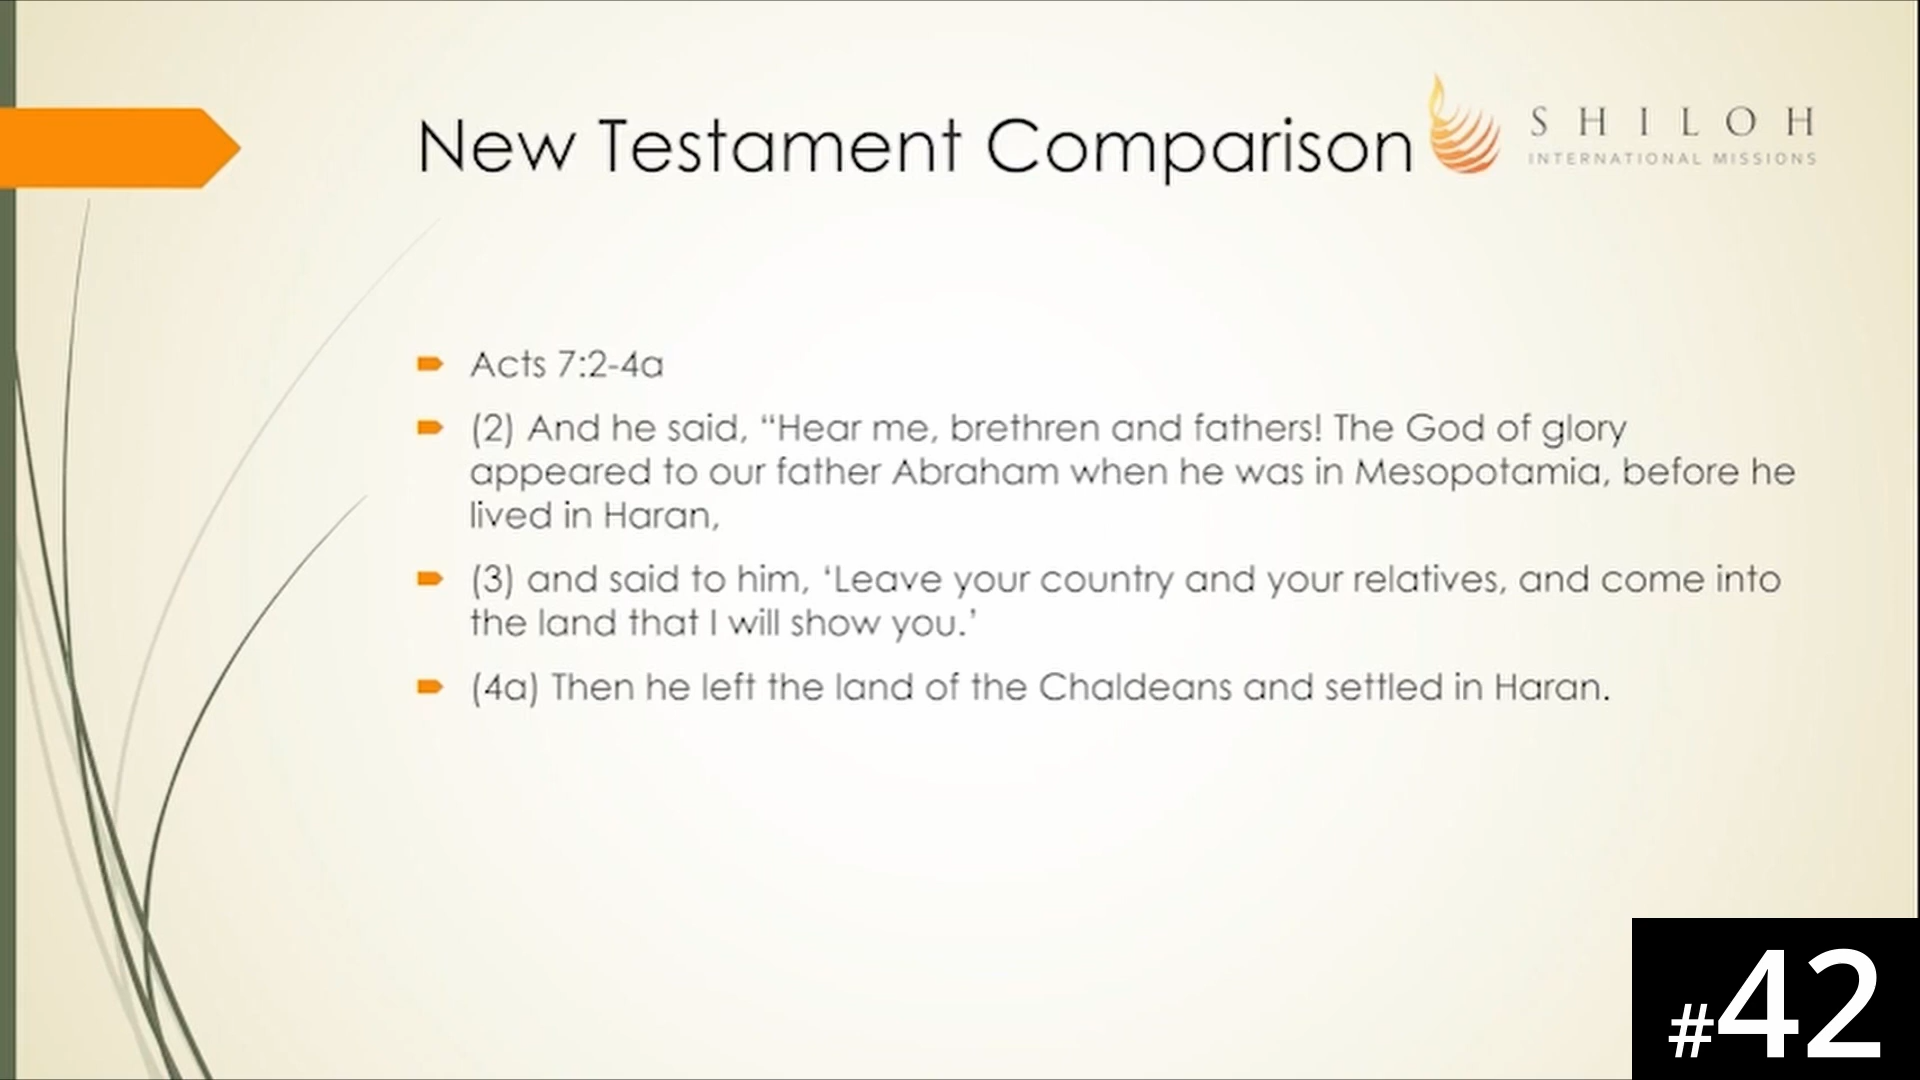 New Testament Comparison
SHILOH
INTERNATIONAL MISSIONS
Acts 7:2-4a
(2) And he said, “Hear me, brethren and fathers! The God of glory
appeared to our father Abraham when he was in Mesopotamia, before he
lived in Haran,
(3) and said to him, ‘Leave your country and your relatives, and come into
the land that I will show you.’
(4a) Then he left the land of the Chaldeans and settled in Haran.
#42